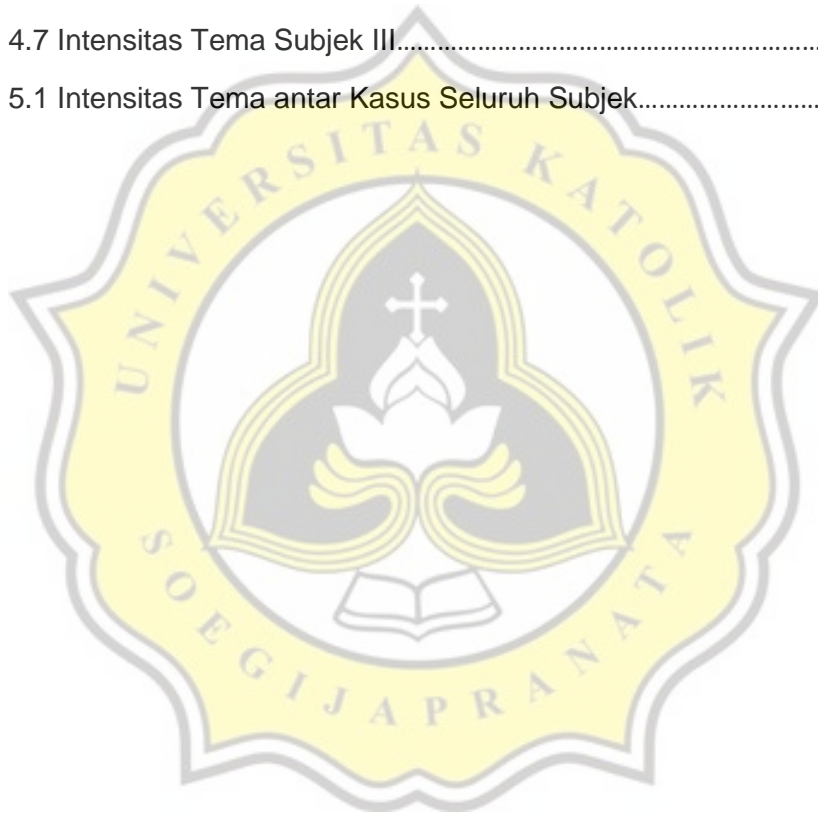 4.7 Intensitas Tema Subjek III................................................................
5.1 Intensitas Tema antar Kasus Seluruh Subjek...........................
UNIVERSITAS KATOLIK
SOEGIJAPRANATA